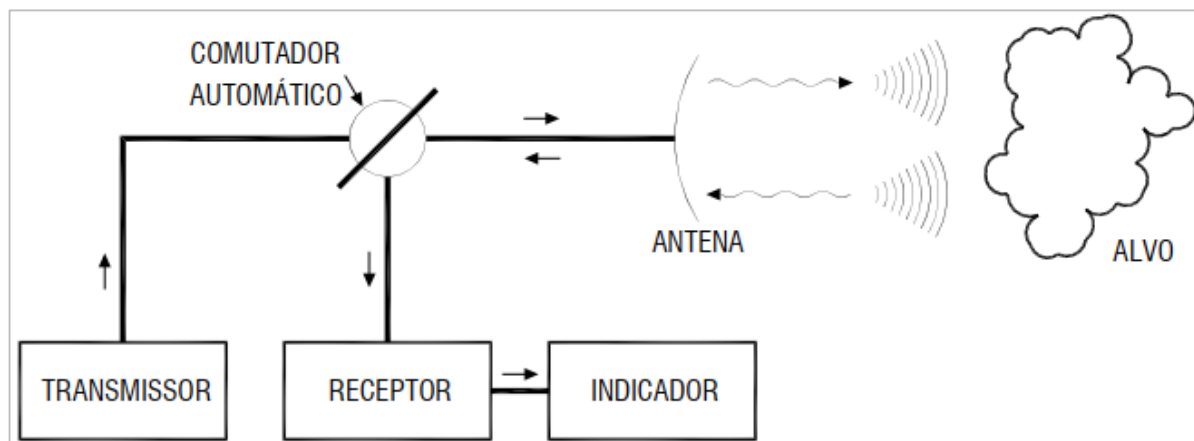 COMUTADOR
AUTOMÁTICO
ANTENA
ALVO
TRANSMISSOR
RECEPTOR
INDICADOR